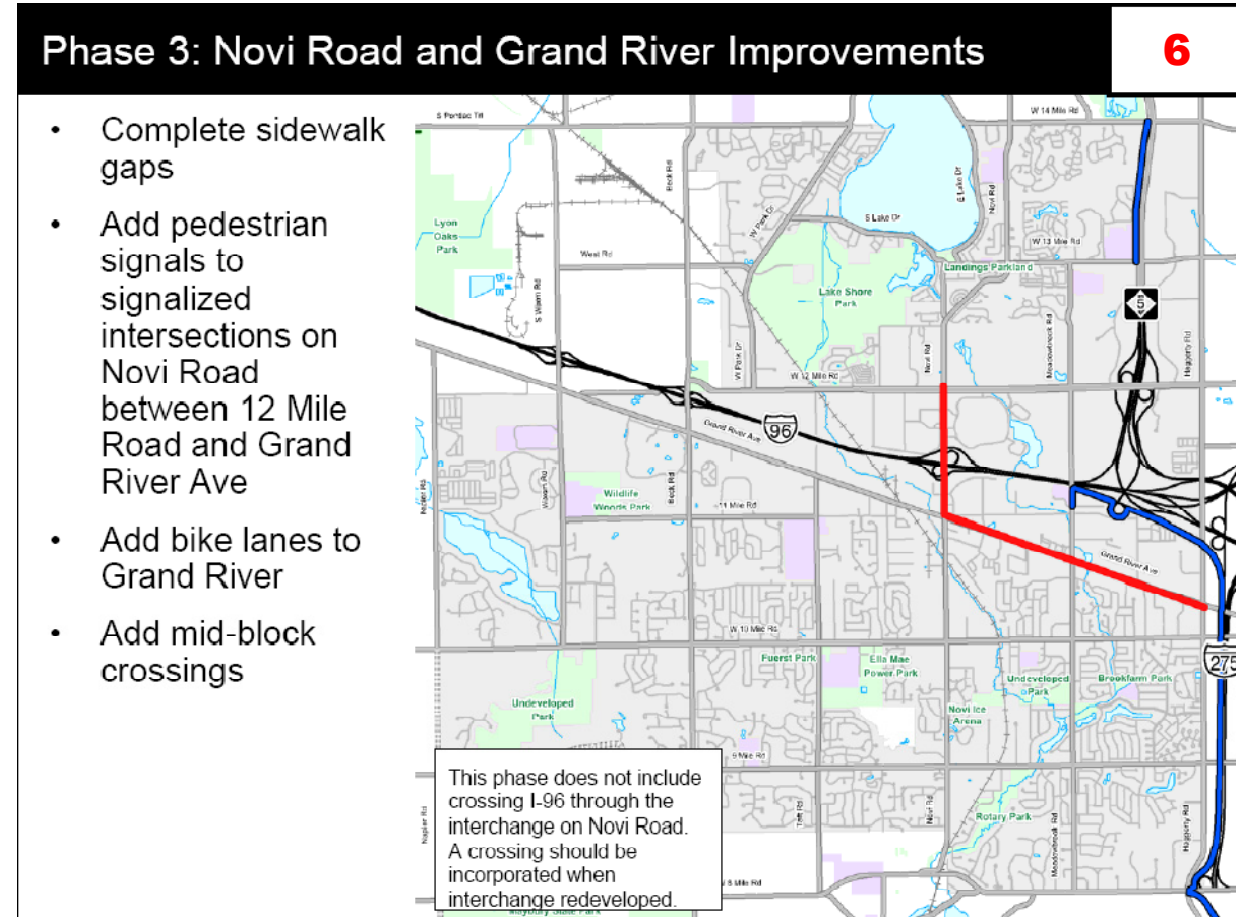 Phase 3: Novi Road and Grand River Improvements
6
• Complete sidewalk
gaps
• Add pedestrian
signals to
signalized
intersections on
Novi Road
between 12 Mile
Road and Grand
River Ave
• Add bike lanes to
Grand River
• Add mid-block
crossings
S Pontiac Trl
W 14 Mile Rd
Beck Rd
W Park Dr
S Lake Dr
Novi Rd
Lyon
Oaks
Park
E Lake Dr
W 13 Mile Rd
West Rd
Landings Parkland
Lake Shore
Park
5
Meadowbrook Rd
Haggerty Rd
W Park Dr
Novi Rd
W 12 Mile Rd
Grand River Ave
96
Napier Rd
Wixom Rd
Beck Rd
Wildlife
Woods Park
11 Mile Rd
Grand River Ave
W 10 Mile Rd
Fuerst Park
Ella Mae
Power Park
Undeveloped
Park
Brookfarm Park
275
Undeveloped
Park
Novi Ice
Arena
9 Mile Rd
Napier Rd
Taft Rd
Novi Rd
Rotary Park
Meadowbrook Rd
Haggerty Rd
W 8 Mile Rd
This phase does not include
crossing I-96 through the
interchange on Novi Road.
A crossing should be
incorporated when
interchange redeveloped.
Maybury State Park